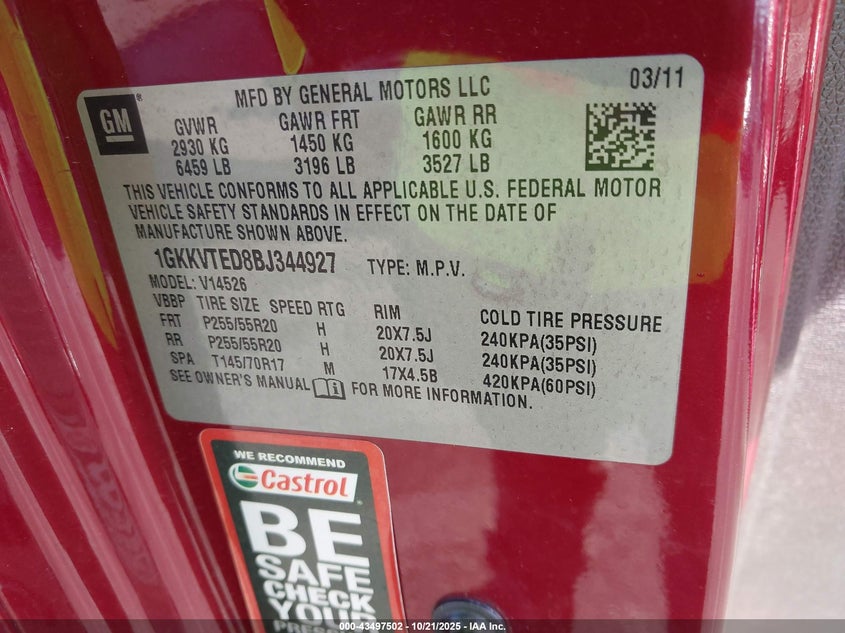 MFD BY GENERAL MOTORS LLC 03/11
GM
GVWR GAWR FRT GAWR RR
2930 KG 1450 KG 1600 KG
6459 LB 3196 LB 3527 LB
THIS VEHICLE CONFORMS TO ALL APPLICABLE U.S. FEDERAL MOTOR
VEHICLE SAFETY STANDARDS IN EFFECT ON THE DATE OF
MANUFACTURE SHOWN ABOVE.
1GKKVTED8BJ344927 TYPE: M.P.V.
MODEL: V14526
VBBP TIRE SIZE SPEED RTG RIM COLD TIRE PRESSURE
FRT P255/55R20 H 20X7.5J 240KPA(35PSI)
RR P255/55R20 H 20X7.5J 240KPA(35PSI)
SPA T145/70R17 M 17X4.5B 420KPA(60PSI)
SEE OWNER'S MANUAL FOR MORE INFORMATION.
WE RECOMMEND
Castrol
BE
SAFE
CHECK
YOUR
000-43497502 - 10/21/2025 - IAA Inc.